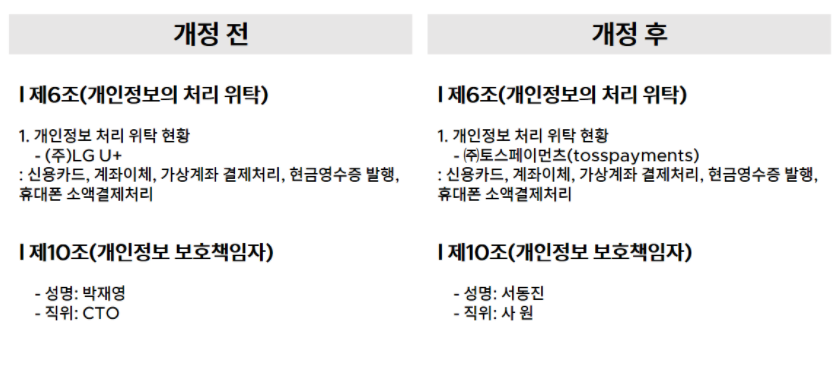 개정 전
I 제6조(개인정보의 처리 위탁)
1. 개인정보 처리 위탁 현황
- (주)LG U+
: 신용카드, 계좌이체, 가상계좌 결제처리, 현금영수증 발행,
휴대폰 소액결제처리
I 제10조(개인정보 보호책임자)
- 성명: 박재영
- 직위: CTO
개정 후
I 제6조(개인정보의 처리 위탁)
1. 개인정보 처리 위탁 현황
- ㈜토스페이먼츠(tosspayments)
: 신용카드, 계좌이체, 가상계좌 결제처리, 현금영수증 발행,
휴대폰 소액결제처리
I 제10조(개인정보 보호책임자)
- 성명: 서동진
- 직위: 사 원